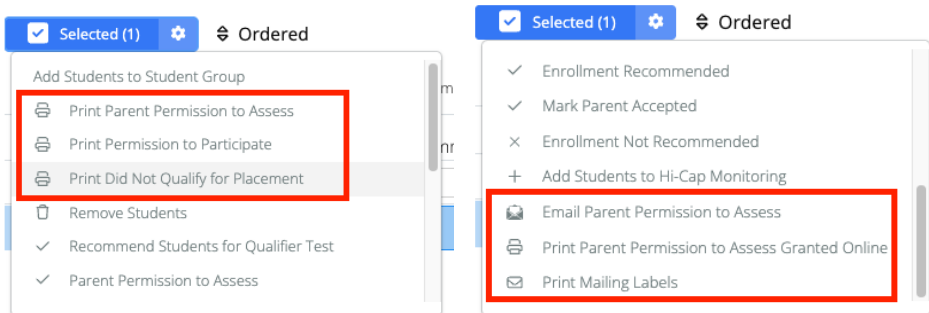 Selected (1)
Ordered
Add Students to Student Group
Print Parent Permission to Assess
Print Permission to Participate
Print Did Not Qualify for Placement
Remove Students
Recommend Students for Qualifier Test
Parent Permission to Assess
Selected (1)
Ordered
Enrollment Recommended
Mark Parent Accepted
Enrollment Not Recommended
Add Students to Hi-Cap Monitoring
Email Parent Permission to Assess
Print Parent Permission to Assess Granted Online
Print Mailing Labels